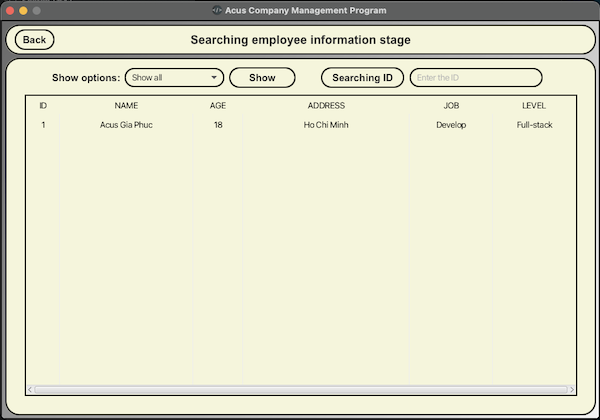 Acus Company Management Program
Back
Searching employee information stage
Show options: Show all Show Searching ID Enter the ID
ID NAME AGE ADDRESS JOB LEVEL
1 Acus Gia Phuc 18 Ho Chi Minh Develop Full-stack